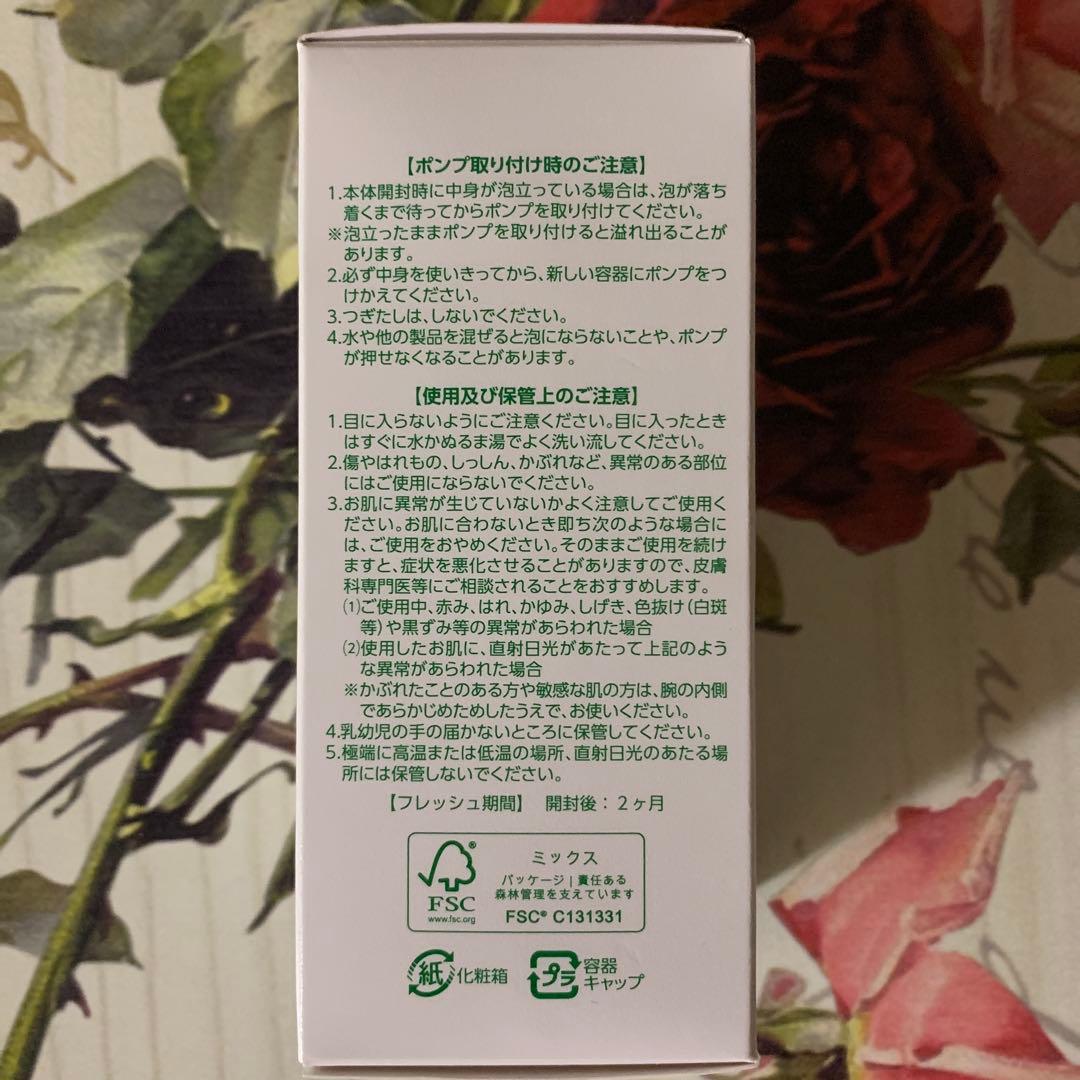 【ポンプ取り付け時のご注意】
1.本体開封時に中身が泡立っている場合は、泡が落ち
着くまで待ってからポンプを取り付けてください。
※泡立ったままポンプを取り付けると溢れ出ることが
あります。
2.必ず中身を使いきってから、新しい容器にポンプをつ
けかえてください。
3.つぎたしは、しないでください。
4.水や他の製品を混ぜると泡にならないことや、ポンプ
が押せなくなることがあります。
【使用及び保管上のご注意】
1.目に入らないようにご注意ください。目に入ったとき
はすぐに水かぬるま湯でよく洗い流してください。
2.傷やはれもの、しっしん、かぶれなど、異常のある部位
にはご使用にならないでください。
3.お肌に異常が生じていないかよく注意してご使用く
ださい。お肌に合わないとき即ち次のような場合に
は、ご使用をおやめください。そのままご使用を続け
ますと、症状を悪化させることがありますので、皮膚
科専門医等にご相談されることをおすすめします。
(1)ご使用中、赤み、はれ、かゆみ、しげき、色抜け(白斑
等)や黒ずみ等の異常があらわれた場合
(2)使用したお肌に、直射日光があたって上記のよう
な異常があらわれた場合
※かぶれたことのある方や敏感な肌の方は、腕の内側
であらかじめためしたうえで、お使いください。
4.乳幼児の手の届かないところに保管してください。
5.極端に高温または低温の場所、直射日光のあたる場
所には保管しないでください。
【フレッシュ期間】 開封後:2ヶ月
FSC
www.fsc.org
ミックス
パッケージ|責任ある
森林管理を支えています
FSC® C131331
紙 化粧箱
プラ 容器
キャップ